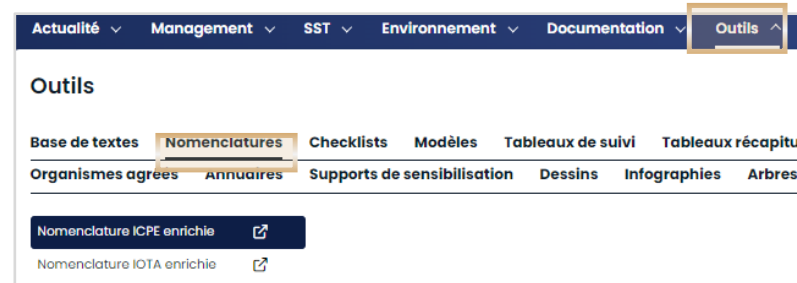 Actualité Management SST Environnement Documentation Outils
Outils
Base de textes Nomenclatures Checklists Modèles Tableaux de suivi Tableaux récapitu
Organismes agréés Annuaires Supports de sensibilisation Dessins Infographies Arbres
Nomenclature ICPE enrichie
Nomenclature IOTA enrichie